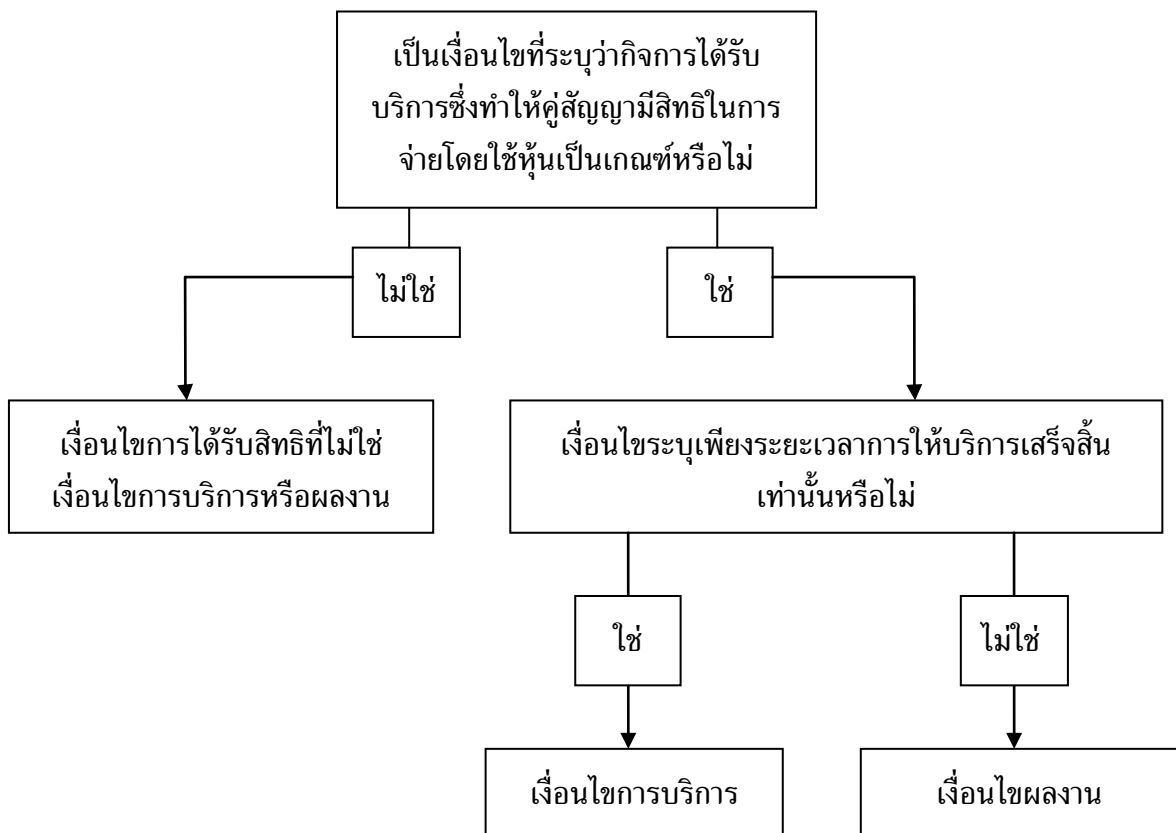 เป็นเงื่อนไขที่ระบุว่ากิจการได้รับ
บริการซึ่งทำให้คู่สัญญามีสิทธิในการ
จ่ายโดยใช้หุ้นเป็นเกณฑ์หรือไม่
ไม่ใช่
ใช่
เงื่อนไขการได้รับสิทธิที่ไม่ใช่
เงื่อนไขการบริการหรือผลงาน
เงื่อนไขระบุเพียงระยะเวลาการให้บริการเสร็จสิ้น
เท่านั้นหรือไม่
ใช่
ไม่ใช่
เงื่อนไขการบริการ
เงื่อนไขผลงาน